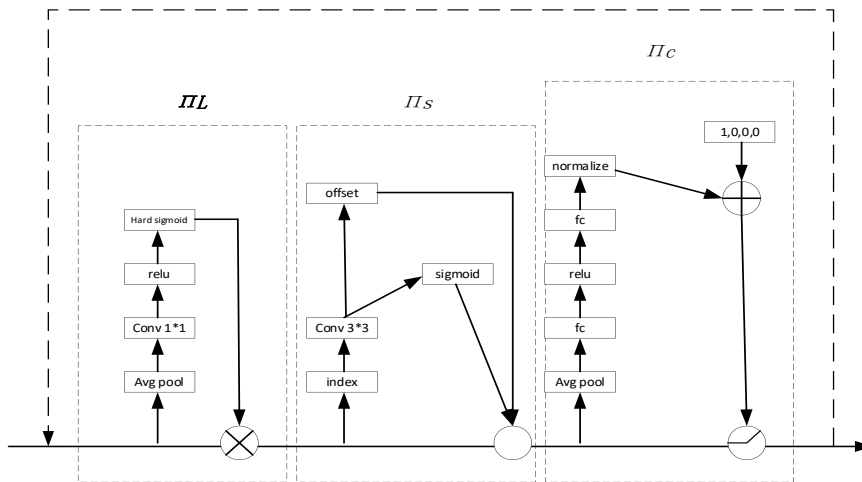 ΠL
Πs
Πc
Hard sigmoid
relu
Conv 1*1
Avg pool
offset
sigmoid
Conv 3*3
index
1,0,0,0
normalize
fc
relu
fc
Avg pool